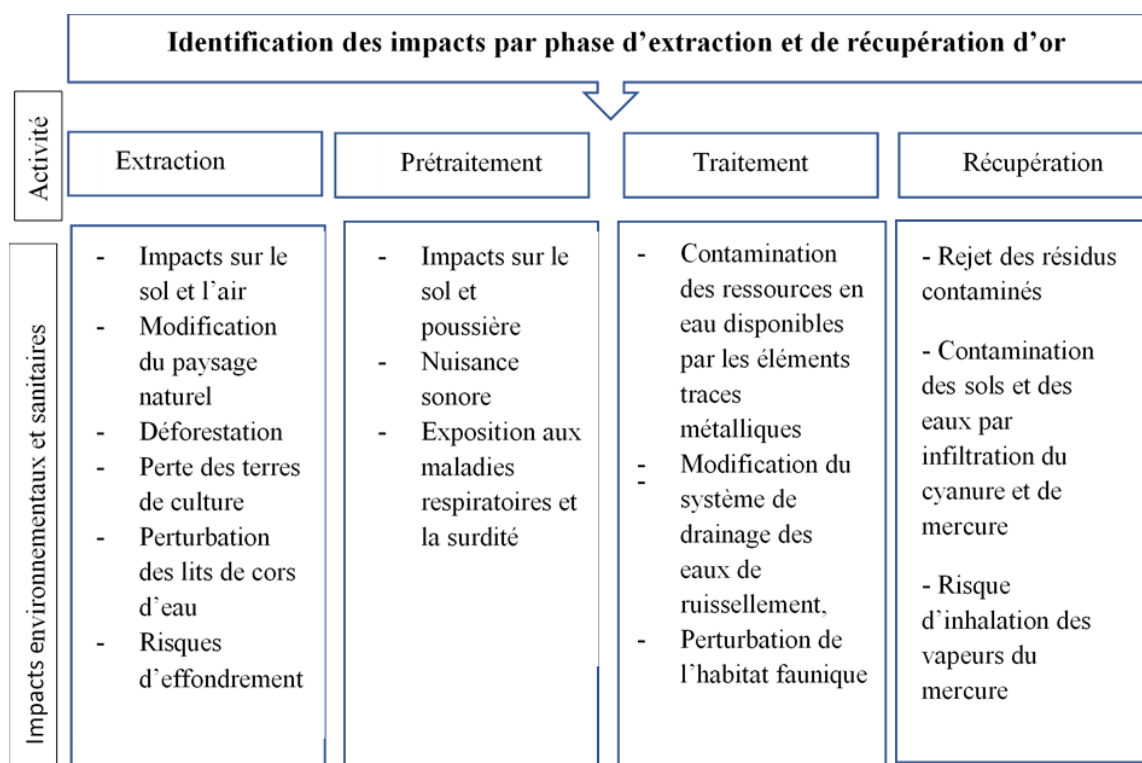 Identification des impacts par phase d’extraction et de récupération d’or
Activité
Extraction
Prétraitement
Traitement
Récupération
Impacts environnementaux et sanitaires
- Impacts sur le
sol et l’air
- Modification
du paysage
naturel
- Déforestation
- Perte des terres
de culture
- Perturbation
des lits de cors
d’eau
- Risques
d’effondrement
- Impacts sur le
sol et
poussière
- Nuisance
sonore
- Exposition aux
maladies
respiratoires et
la surdité
- Contamination
des ressources en
eau disponibles
par les éléments
traces
métalliques
- Modification du
- système de
drainage des
eaux de
ruissellement,
- Perturbation de
l’habitat faunique
- Rejet des résidus
contaminés
- Contamination
des sols et des
eaux par
infiltration du
cyanure et de
mercure
- Risque
d’inhalation des
vapeurs du
mercure